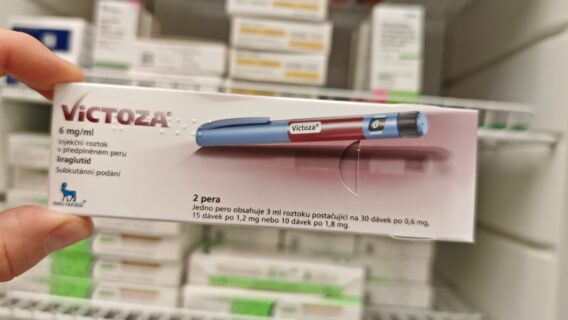 VICTOZA®
6 mg/ml
injekční roztok
v předplněném peru
liraglutid
Subkutánní podání
novo nordisk®
Victoza®
2 pera
Jedno pero obsahuje 3 ml roztoku postačující na 30 dávek po 0,6 mg,
15 dávek po 1,2 mg nebo 10 dávek po 1,8 mg.